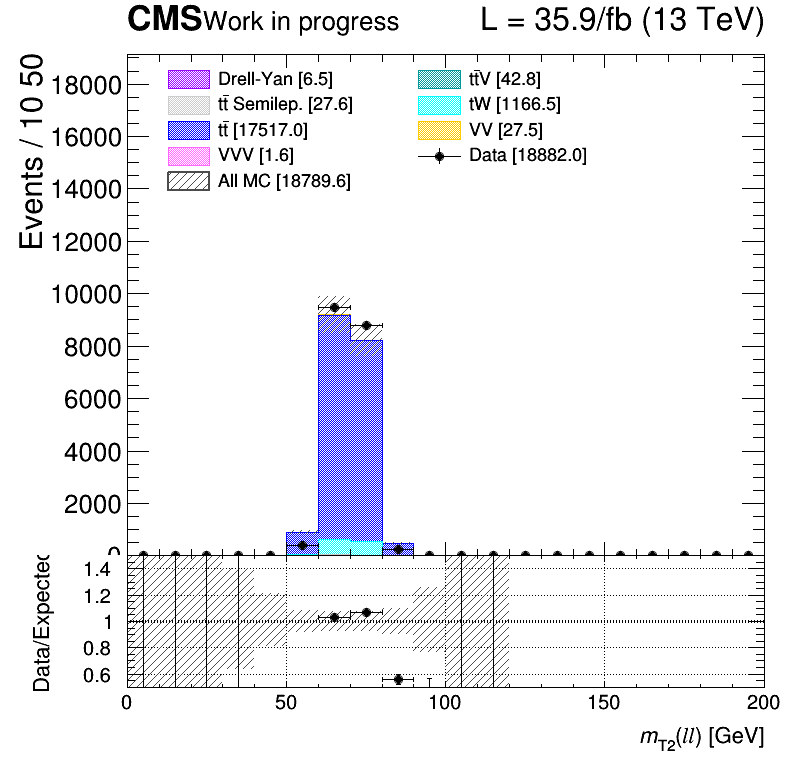 CMS Work in progress L = 35.9/fb (13 TeV)
Events / 10 50
18000
16000
14000
12000
10000
8000
6000
4000
2000
0
Drell-Yan [6.5]
tt̄ Semilep. [27.6]
tt̄ [17517.0]
VVV [1.6]
All MC [18789.6]
tt̄V [42.8]
tW [1166.5]
VV [27.5]
Data [18882.0]
Data/Expected
1.4
1.2
1
0.8
0.6
0 50 100 150 200
m_T2(ll) [GeV]